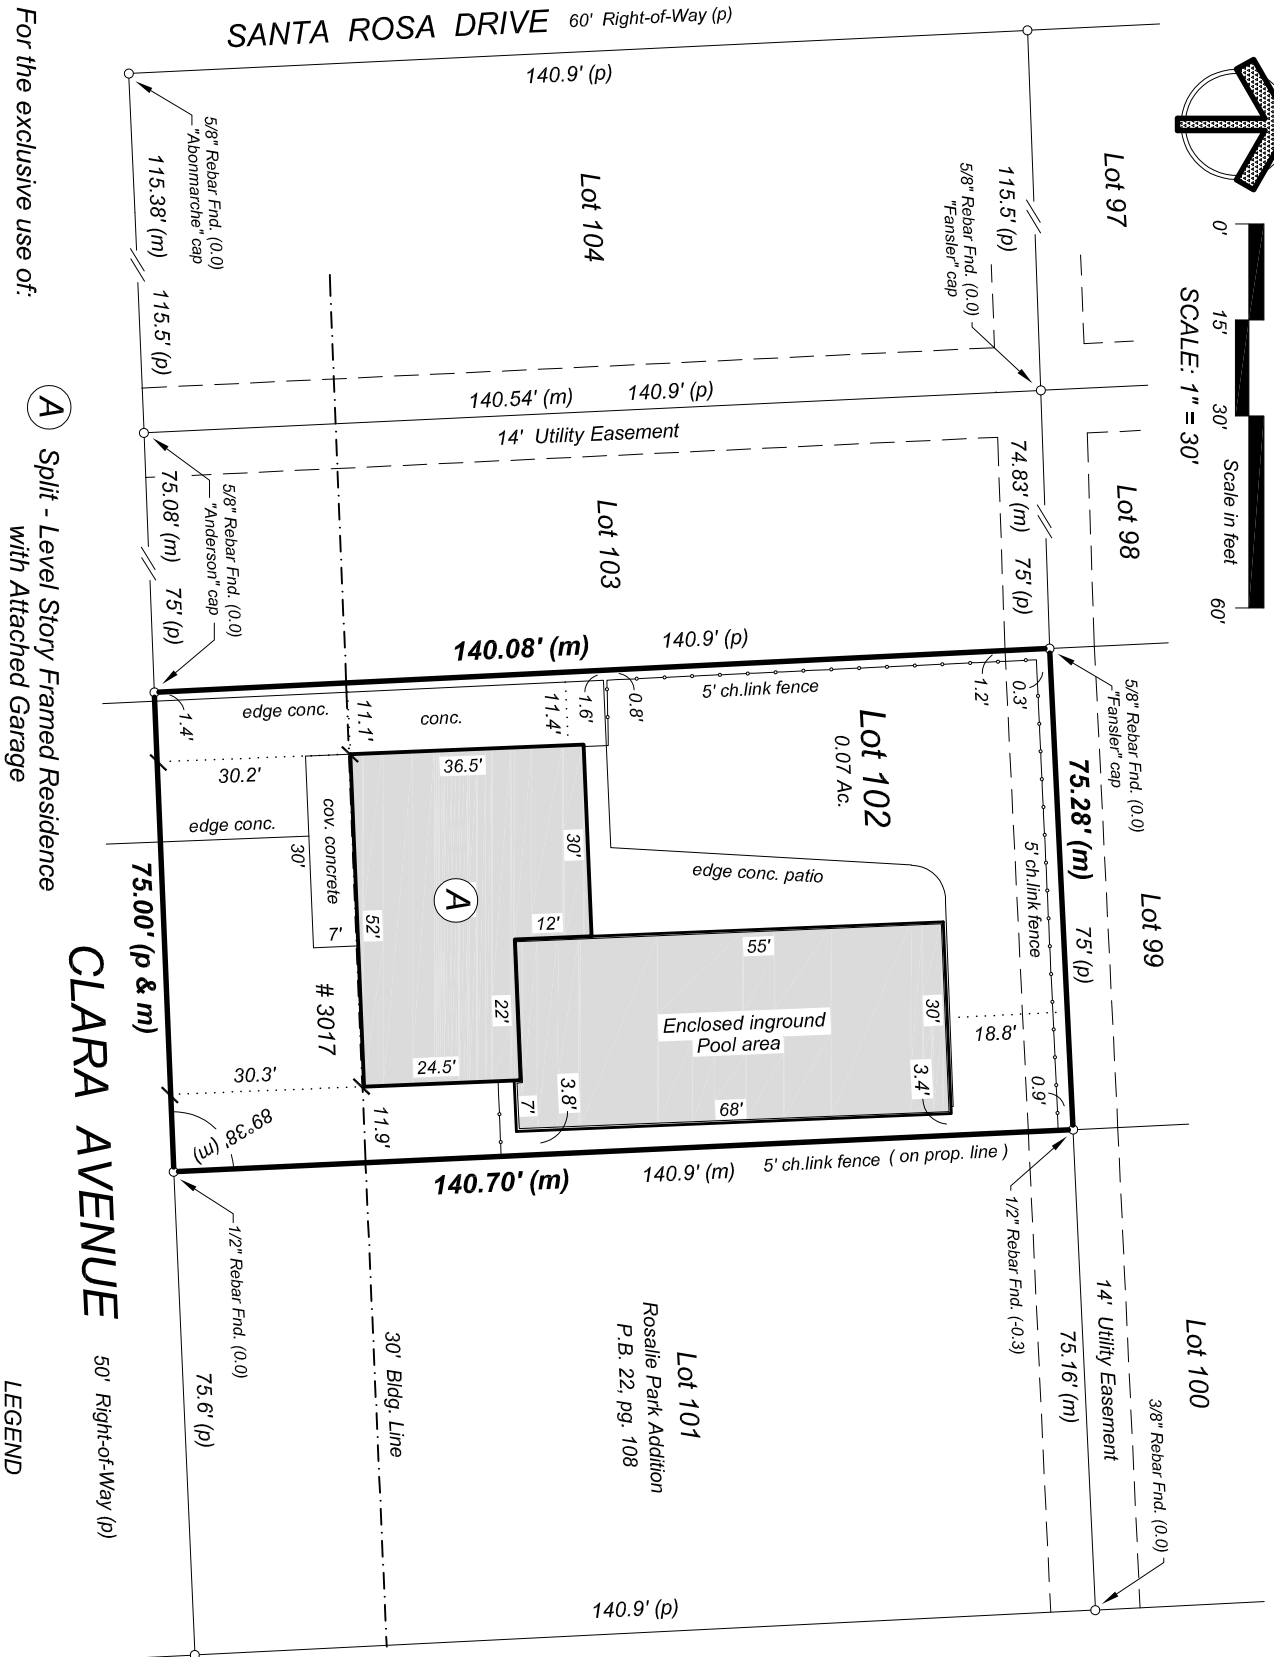 SANTA ROSA DRIVE 60' Right-of-Way (p)
140.9' (p)
For the exclusive use of:
5/8" Rebar Fnd. (0.0)
"Abonmarche" cap
115.38' (m)
115.5' (p)
Lot 104
5/8" Rebar Fnd. (0.0)
"Fansler" cap
115.5' (p)
Lot 97
0'
15'
30'
60'
Scale in feet
SCALE: 1" = 30'
140.54' (m)
140.9' (p)
14' Utility Easement
A
Split - Level Story Framed Residence
with Attached Garage
75.08' (m)
75' (p)
5/8" Rebar Fnd. (0.0)
"Anderson" cap
Lot 103
74.83' (m)
75' (p)
Lot 98
140.08' (m)
140.9' (p)
5' ch.link fence
edge conc.
conc.
1.4'
11.1'
11.4'
1.6'
0.8'
1.2'
0.3'
5/8" Rebar Fnd. (0.0)
"Fansler" cap
30.2'
36.5'
Lot 102
0.07 Ac.
75.28' (m)
75' (p)
5' ch.link fence
edge conc.
cov. concrete
30'
7'
52'
A
30'
12'
edge conc. patio
Lot 99
55'
Enclosed inground
Pool area
30'
22'
18.8'
75.00' (p & m)
# 3017
30.3'
24.5'
3.8'
7'
68'
3.4'
0.9'
89°38' (m)
11.9'
140.70' (m)
140.9' (m)
5' ch.link fence ( on prop. line )
CLARA AVENUE
50' Right-of-Way (p)
1/2" Rebar Fnd. (0.0)
1/2" Rebar Fnd. (-0.3)
75.6' (p)
30' Bldg. Line
Lot 101
Rosalie Park Addition
P.B. 22, pg. 108
75.16' (m)
14' Utility Easement
3/8" Rebar Fnd. (0.0)
Lot 100
140.9' (p)
LEGEND